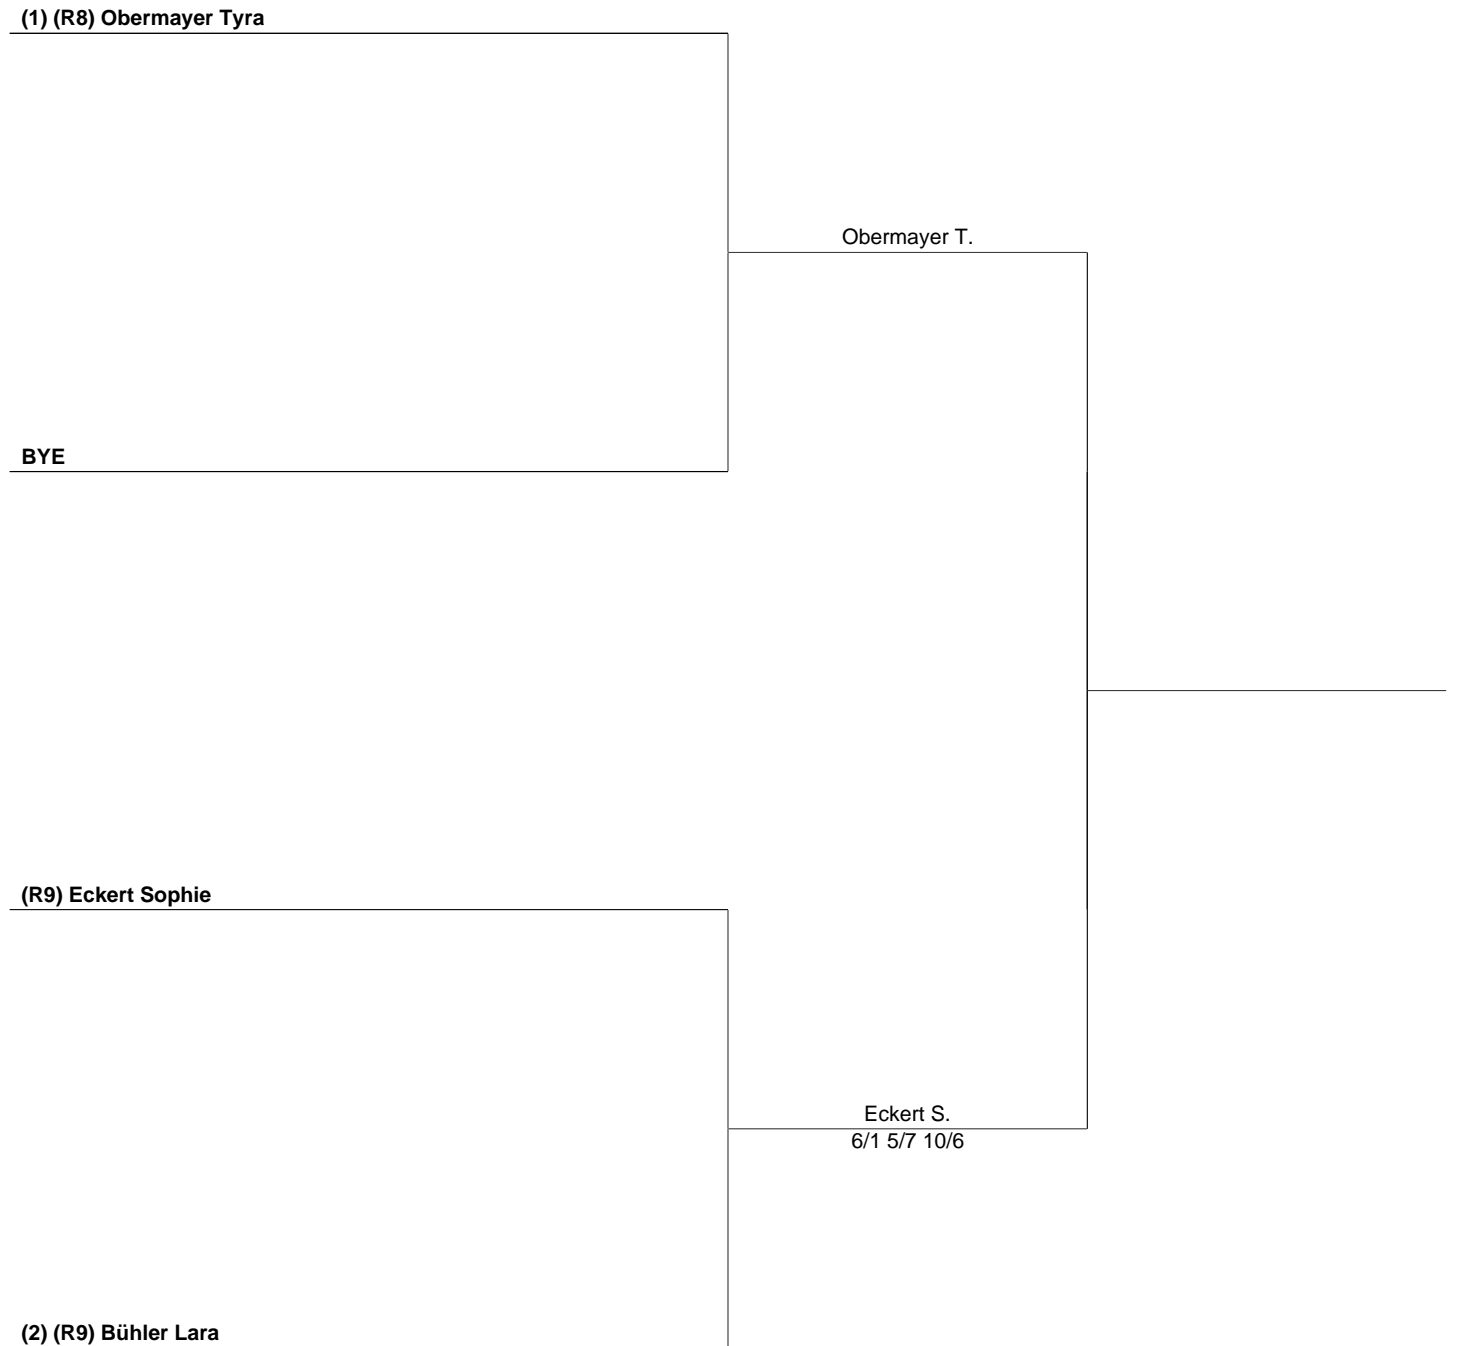 (1) (R8) Obermayer Tyra
Obermayer T.
BYE
(R9) Eckert Sophie
Eckert S.
6/1 5/7 10/6
(2) (R9) Bühler Lara